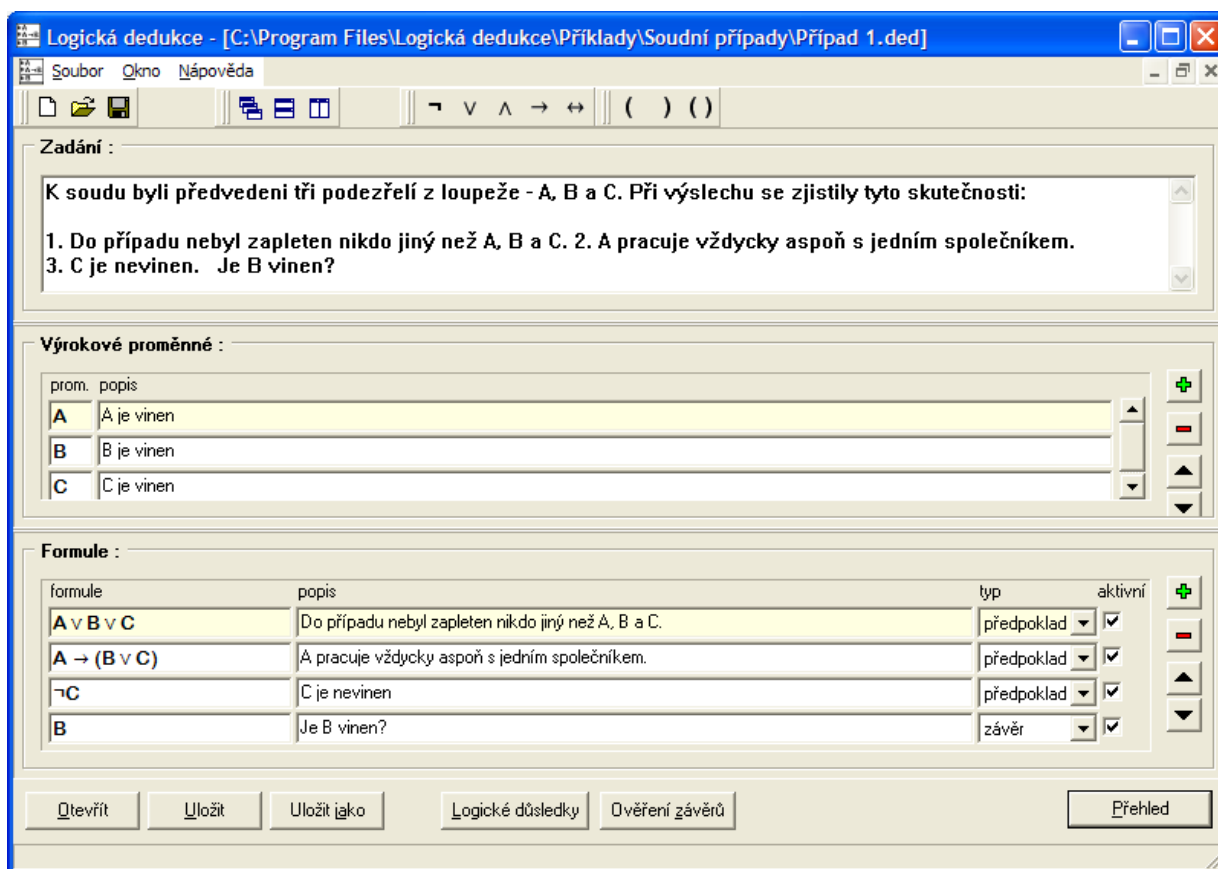 Logická dedukce - [C:\Program Files\Logická dedukce\Příklady\Soudní případy\Případ 1.ded]
Soubor Okno Nápověda
¬ ∨ ∧ → ↔ ( ) ()
Zadání :
K soudu byli předvedeni tři podezřelí z loupeže - A, B a C. Při výslechu se zjistily tyto skutečnosti:
1. Do případu nebyl zapleten nikdo jiný než A, B a C. 2. A pracuje vždycky aspoň s jedním společníkem.
3. C je nevinen. Je B vinen?
Výrokové proměnné :
prom. popis
A A je vinen
B B je vinen
C C je vinen
Formule :
formule popis typ aktivní
A ∨ B ∨ C Do případu nebyl zapleten nikdo jiný než A, B a C. předpoklad
A → (B ∨ C) A pracuje vždycky aspoň s jedním společníkem. předpoklad
¬C C je nevinen předpoklad
B Je B vinen? závěr
Otevřít Uložit Uložit jako Logické důsledky Ověření závěrů Přehled